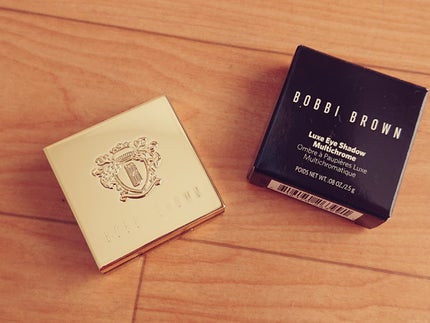 BOBBI BROWN
BOBBI BROWN
Luxe Eye Shadow
Multichrome
Ombre à Paupières Luxe
Multichromatique
POIDS NET WT. .08 OZ./2.5 g